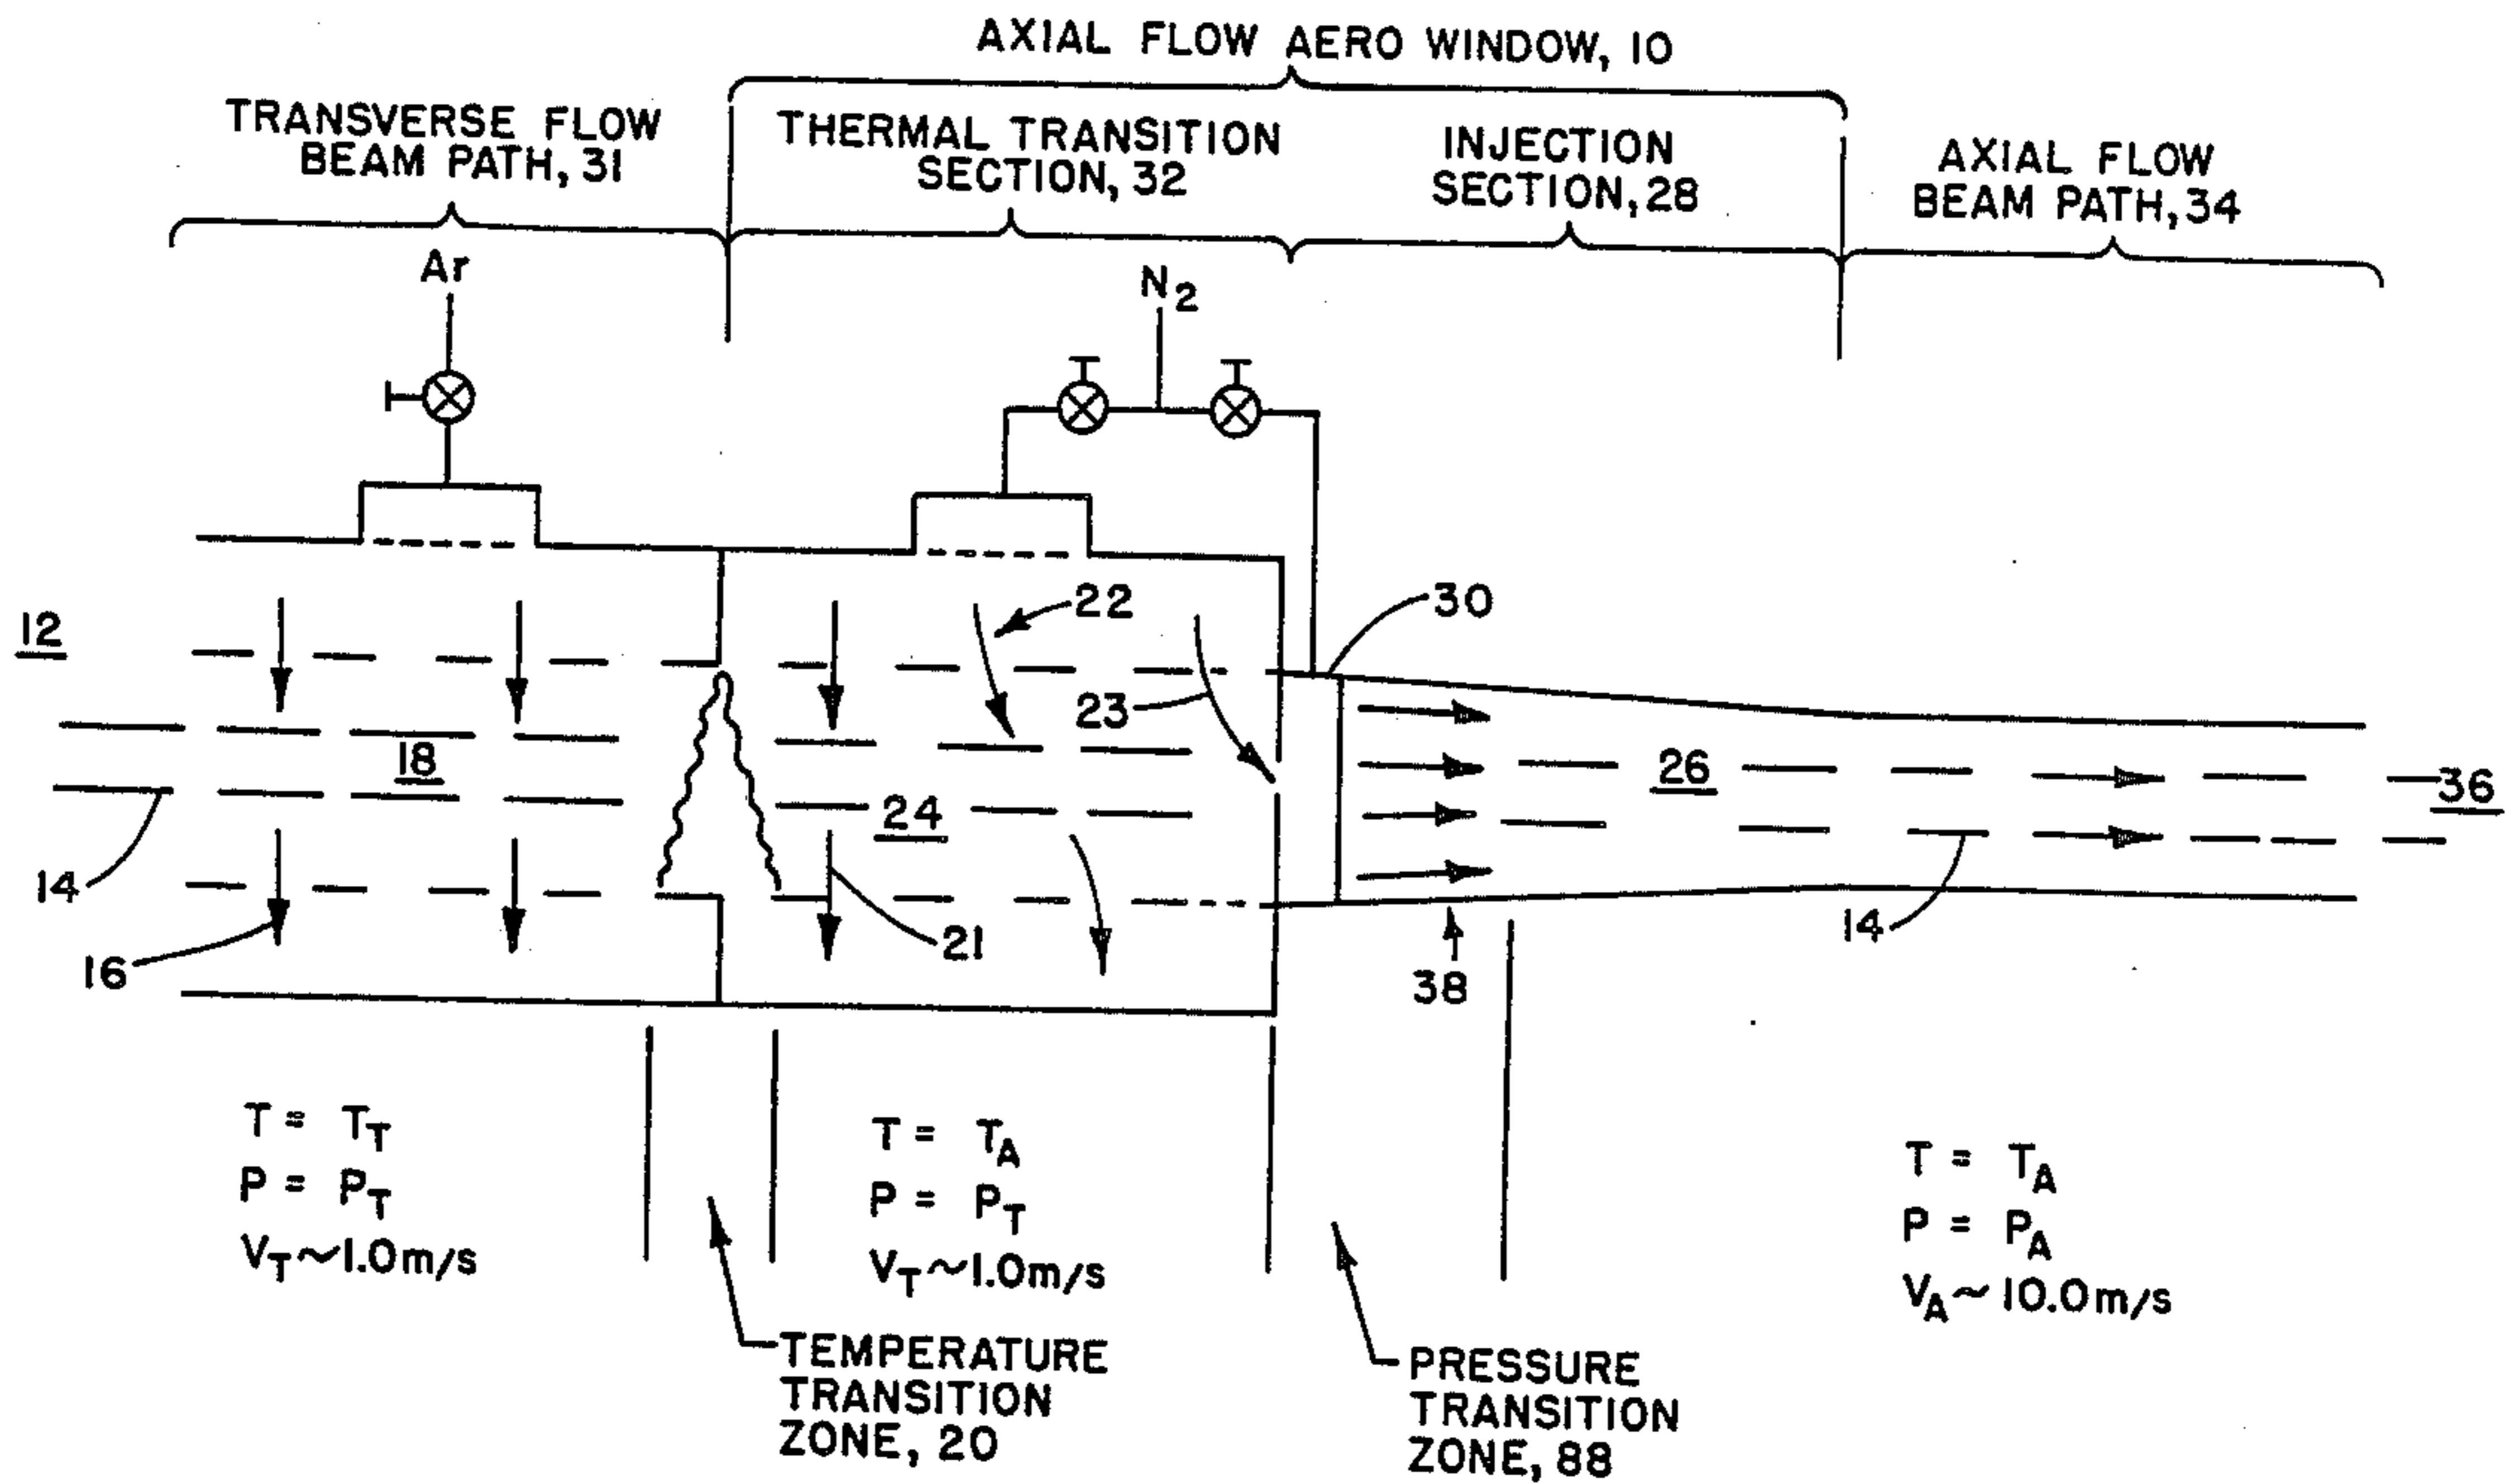 AXIAL FLOW AERO WINDOW, 10
TRANSVERSE FLOW
BEAM PATH, 31
THERMAL TRANSITION
SECTION, 32
INJECTION
SECTION, 28
AXIAL FLOW
BEAM PATH, 34
Ar
N2
12
22
30
23
18
26
36
24
14
16
21
38
14
T = TT
P = PT
VT~1.0m/s
T = TA
P = PT
VT~1.0m/s
T = TA
P = PA
VA~10.0m/s
TEMPERATURE
TRANSITION
ZONE, 20
PRESSURE
TRANSITION
ZONE, 88